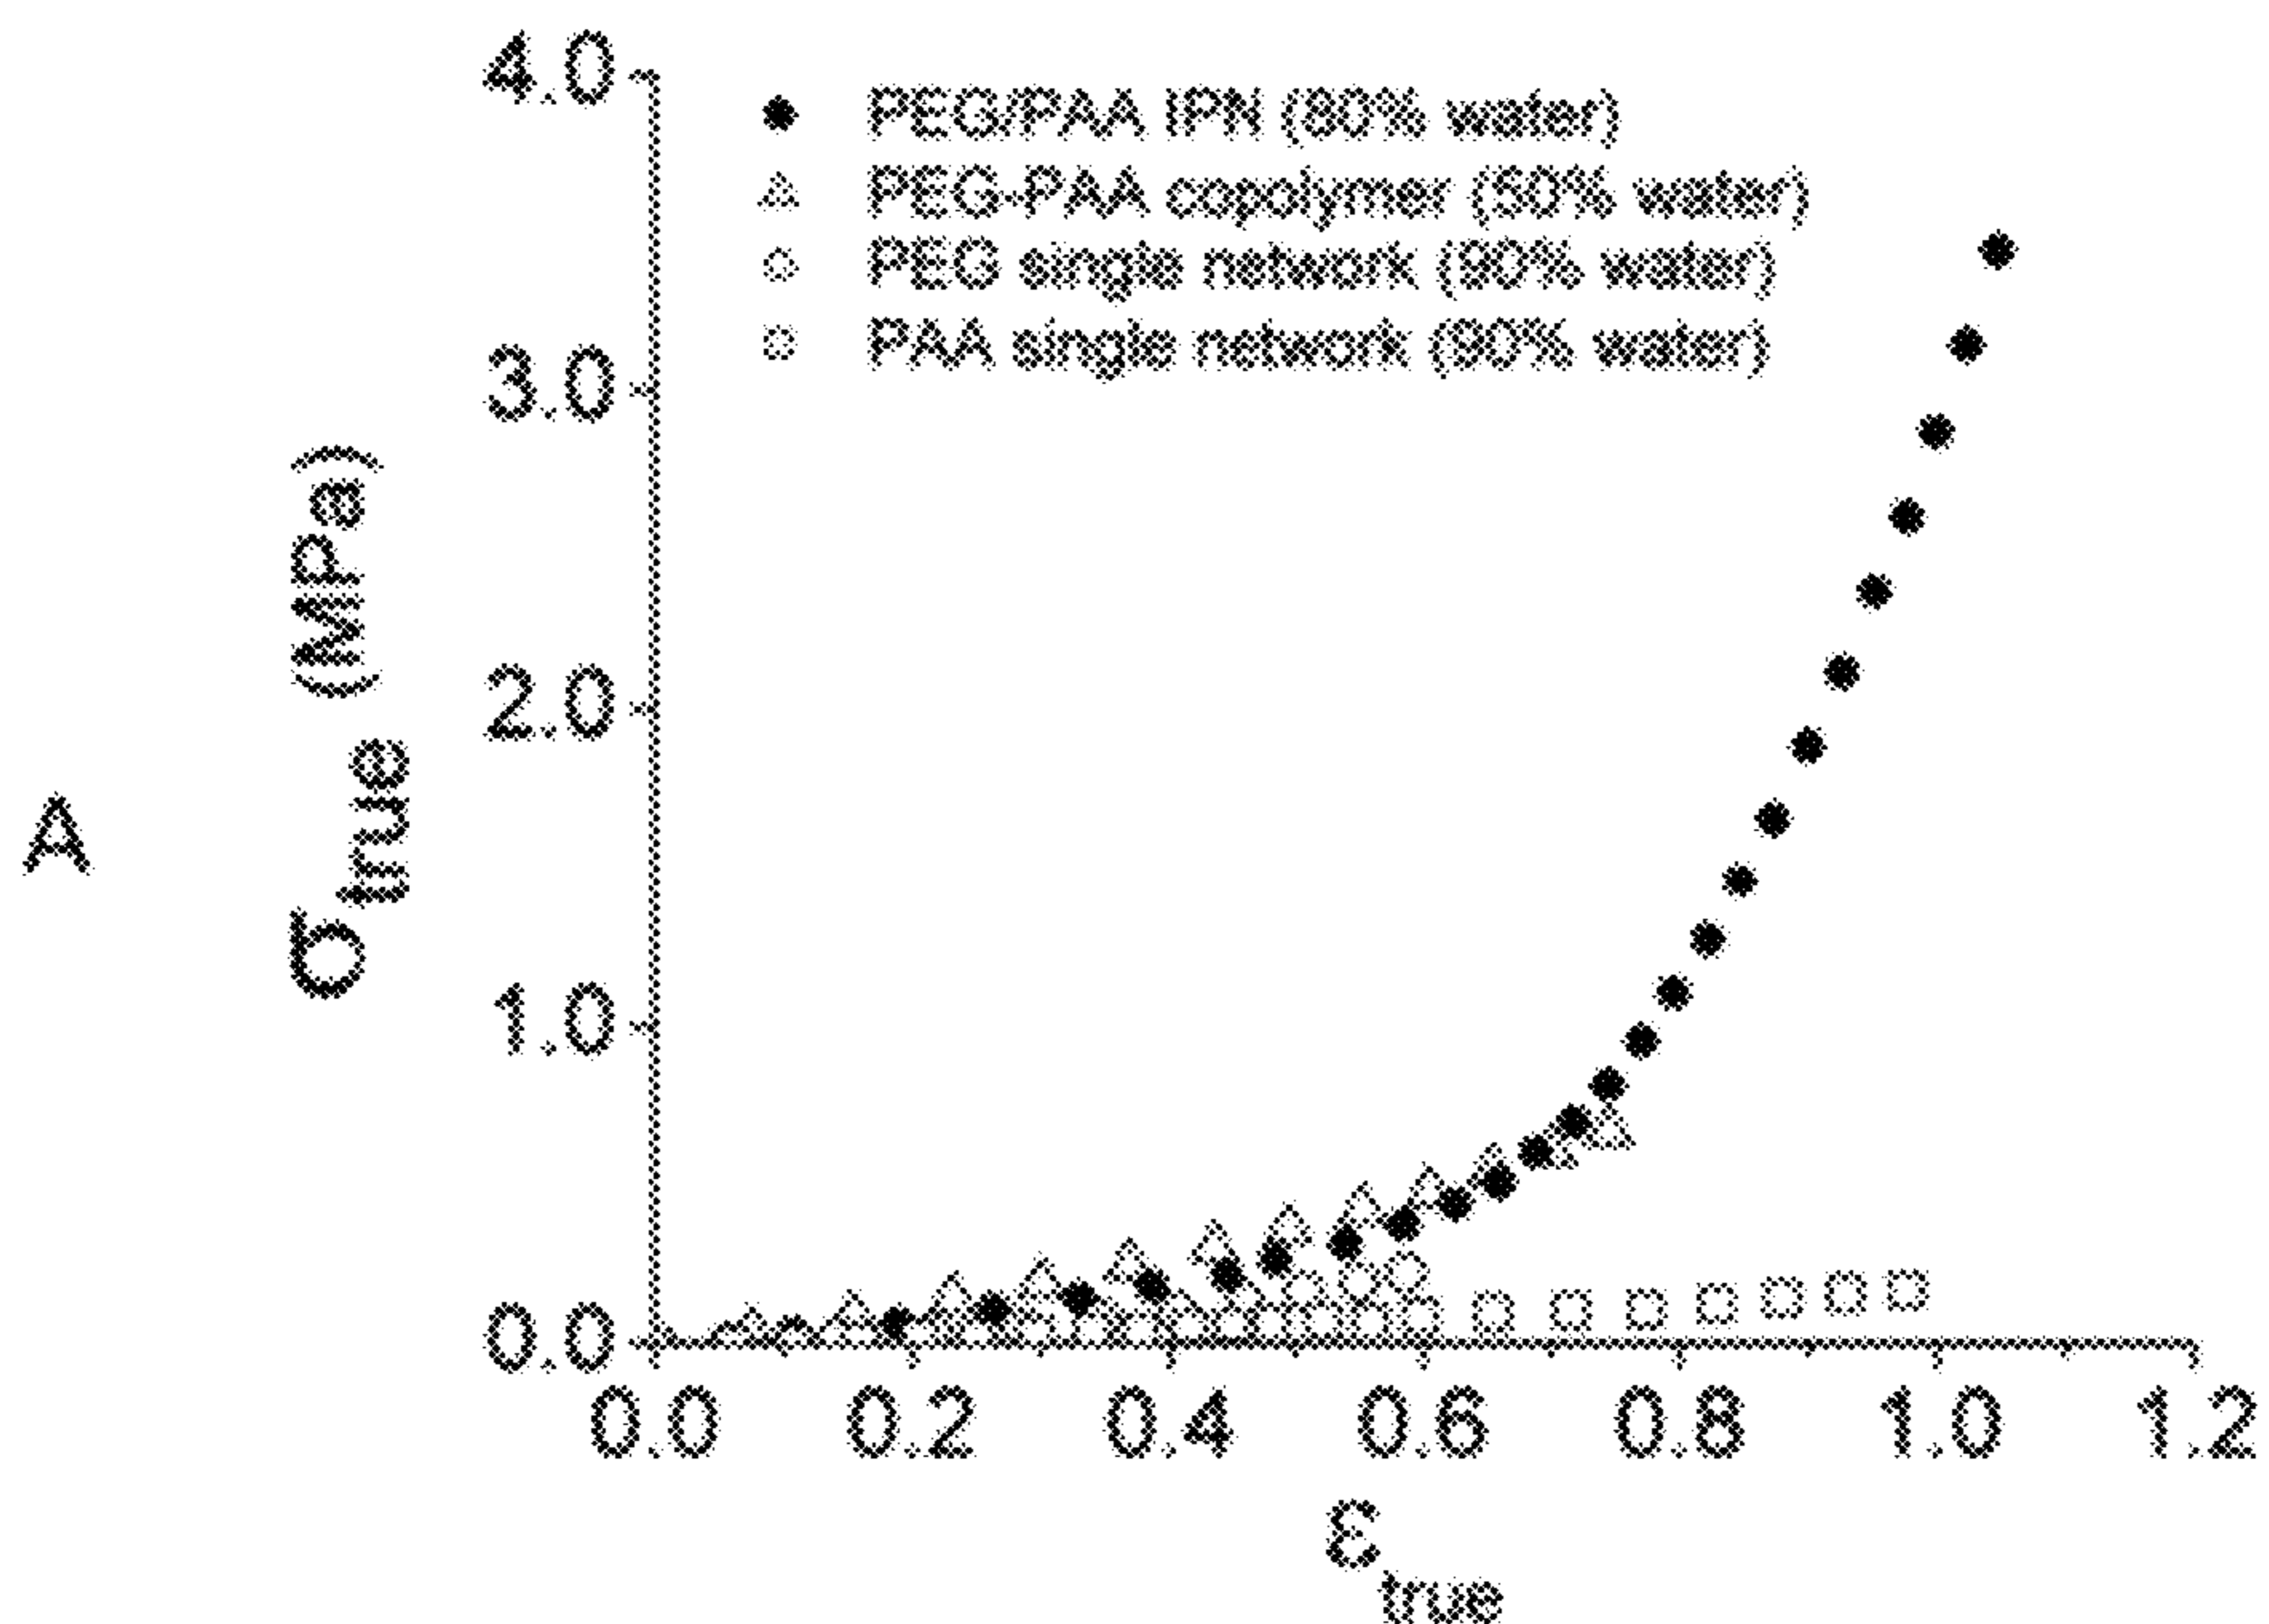 4.0
PEG/PAA IPN (80% water)
PEG-PAA copolymer (50% water)
PEG single network (90% water)
PAA single network (90% water)
3.0
2.0
1.0
0.0
σtrue (MPa)
A
0.0 0.2 0.4 0.6 0.8 1.0 1.2
εtrue